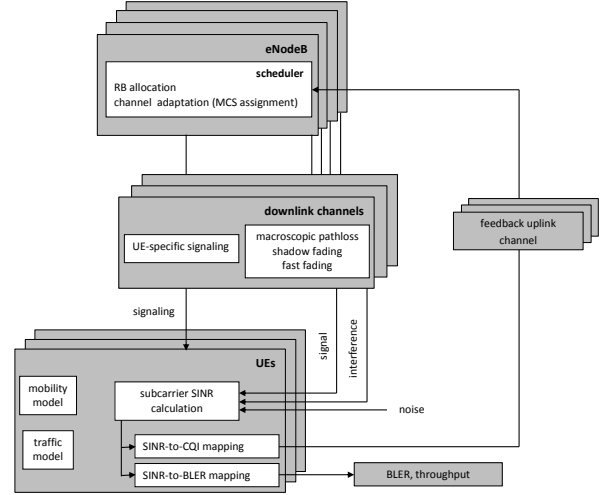 eNodeB
scheduler
RB allocation
channel adaptation (MCS assignment)
downlink channels
UE-specific signaling
macroscopic pathloss
shadow fading
fast fading
feedback uplink
channel
signaling
signal
interference
UEs
mobility
model
traffic
model
subcarrier SINR
calculation
noise
SINR-to-CQI mapping
SINR-to-BLER mapping
BLER, throughput